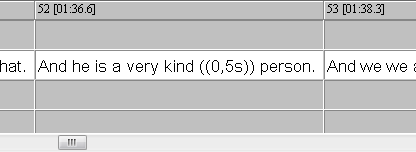 52 [01:36.6] 53 [01:38.3]
hat. And he is a very kind ((0,5s)) person. And we we a